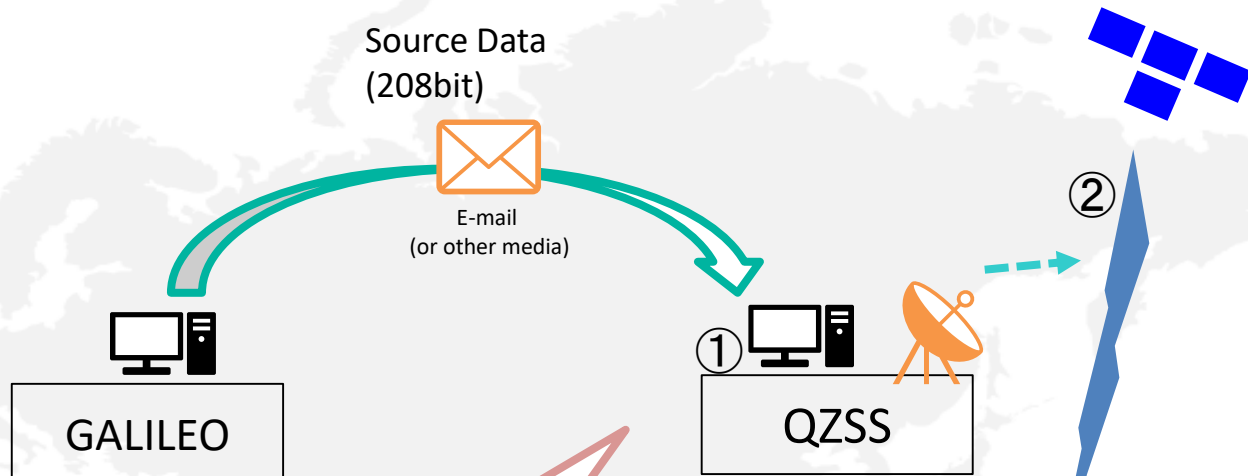 Source Data
(208bit)
E-mail
(or other media)
②
①
GALILEO
QZSS